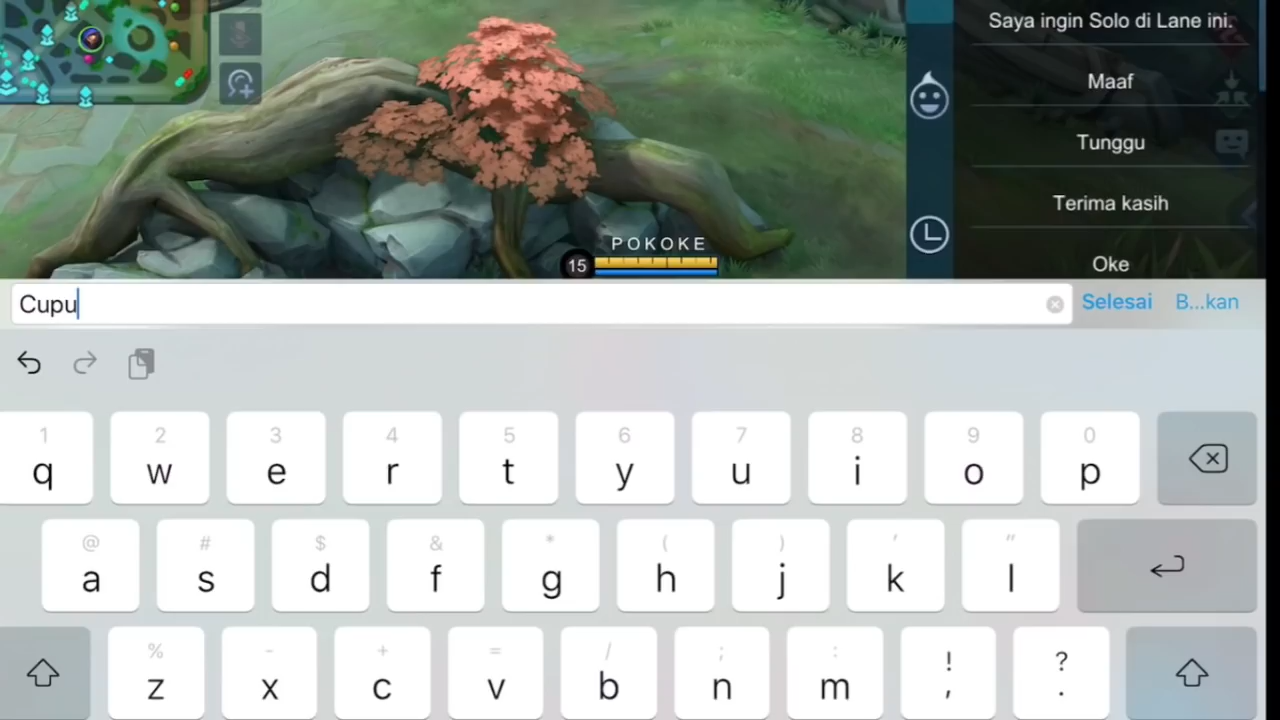 Saya ingin Solo di Lane ini.
Maaf
Tunggu
Terima kasih
Oke
POKOKE
15
Cupu
Selesai B...kan
1 2 3 4 5 6 7 8 9 0
q w e r t y u i o p
@ # $ & * ( ) ' "
a s d f g h j k l
% - + = / ; : ! ?
z x c v b n m , .